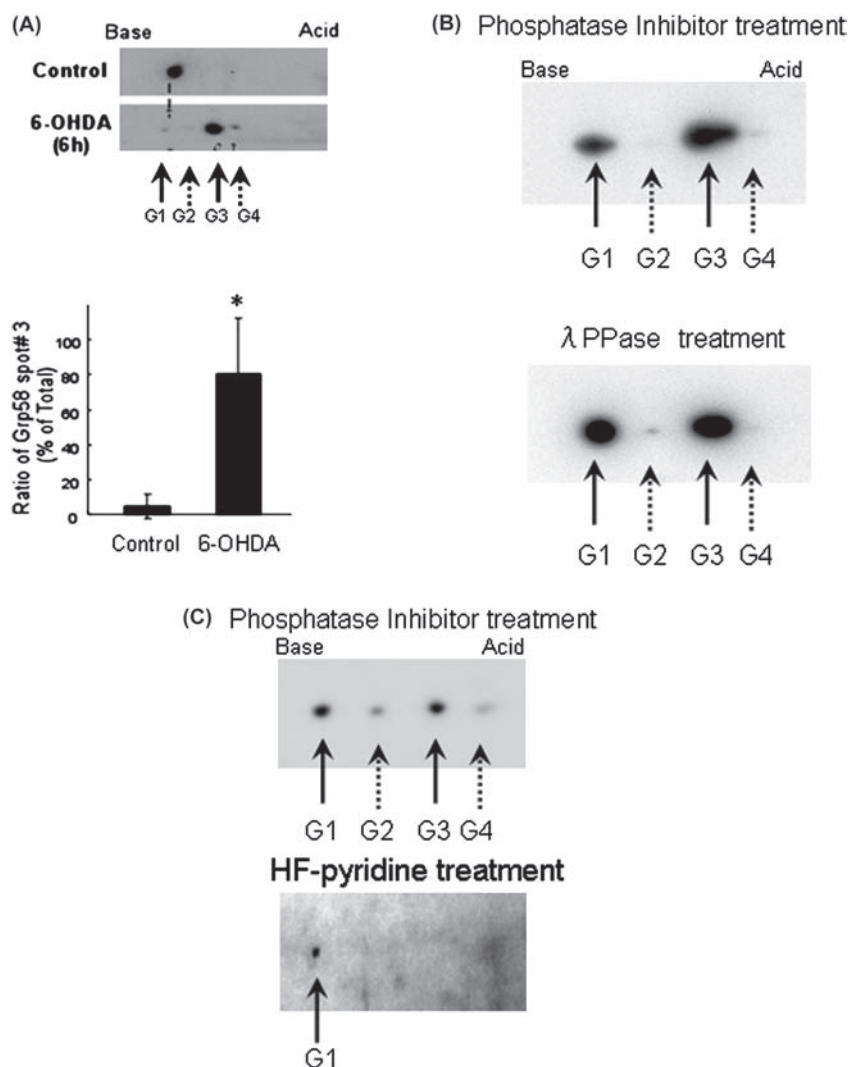 (A)
Base Acid
Control
6-OHDA
(6h)
G1 G2 G3 G4
Ratio of Grp58 spot#3
(% of Total)
*
100
80
60
40
20
0
Control 6-OHDA
(B) Phosphatase Inhibitor treatment
Base Acid
G1 G2 G3 G4
λ PPase treatment
G1 G2 G3 G4
(C) Phosphatase Inhibitor treatment
Base Acid
G1 G2 G3 G4
HF-pyridine treatment
G1